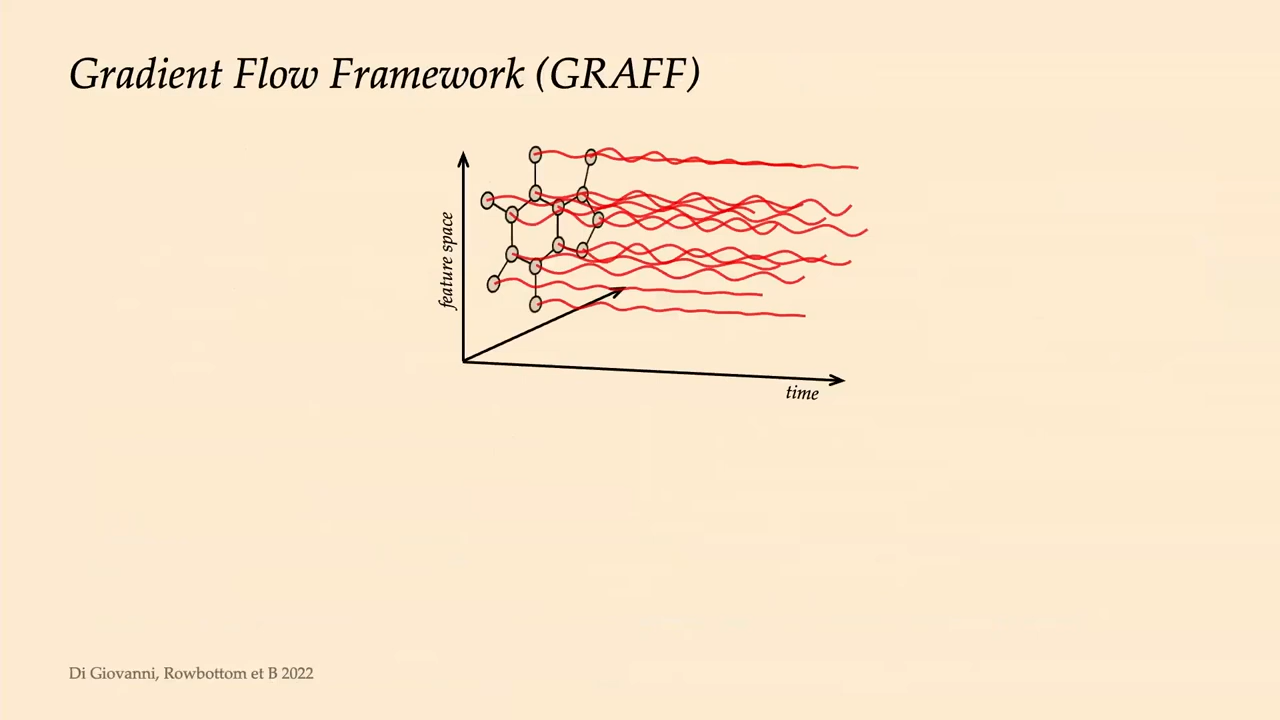 Gradient Flow Framework (GRAFF)
feature space
time
Di Giovanni, Rowbottom et B 2022